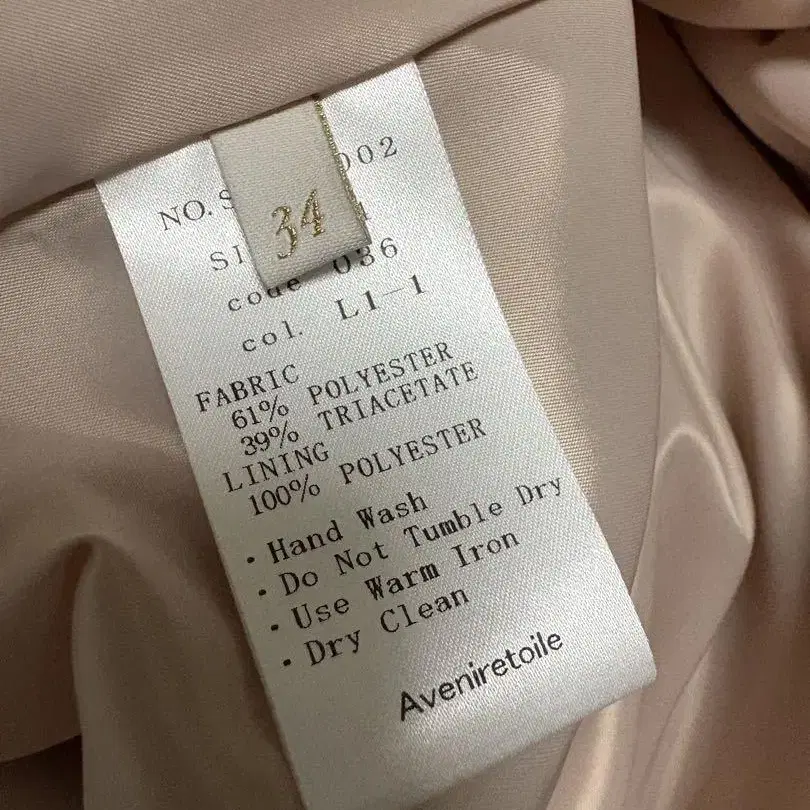 34
NO. S 002
SI
code 036
col. L1-1
FABRIC
61% POLYESTER
39% TRIACETATE
LINING
100% POLYESTER
· Hand Wash
· Do Not Tumble Dry
· Use Warm Iron
· Dry Clean
Aveniretoile